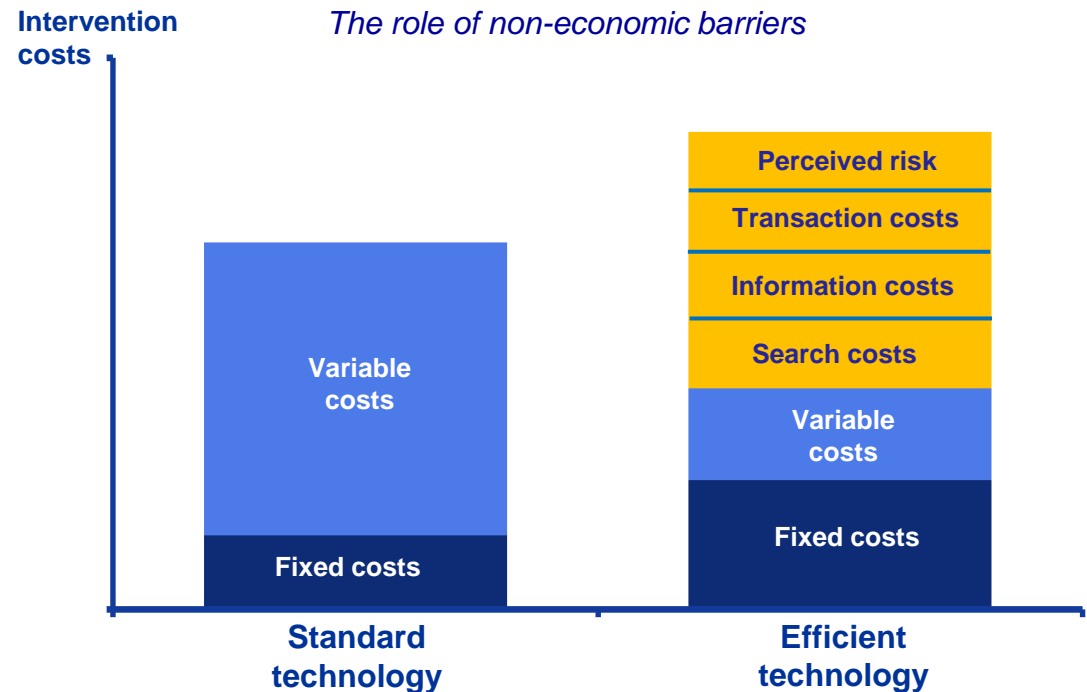 Intervention
costs
The role of non-economic barriers
Variable
costs
Fixed costs
Perceived risk
Transaction costs
Information costs
Search costs
Variable
costs
Fixed costs
Standard
technology
Efficient
technology